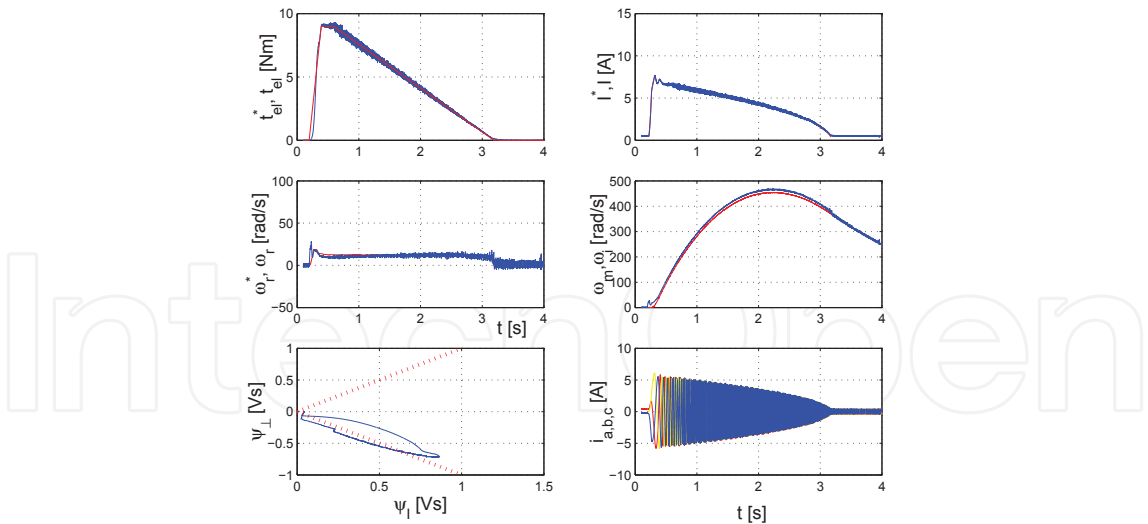 10
5
0
0 1 2 3 4
t*el, tel [Nm]
15
10
5
0
0 1 2 3 4
I*, I [A]
100
50
0
−50
0 1 2 3 4
ω*r, ωr [rad/s]
t [s]
500
400
300
200
100
0
0 1 2 3 4
ωm,ωi [rad/s]
1
0.5
0
−0.5
−1
0 0.5 1 1.5
ψ⊥ [Vs]
ψI [Vs]
10
5
0
−5
−10
0 1 2 3 4
ia,b,c [A]
t [s]
IntechOpen